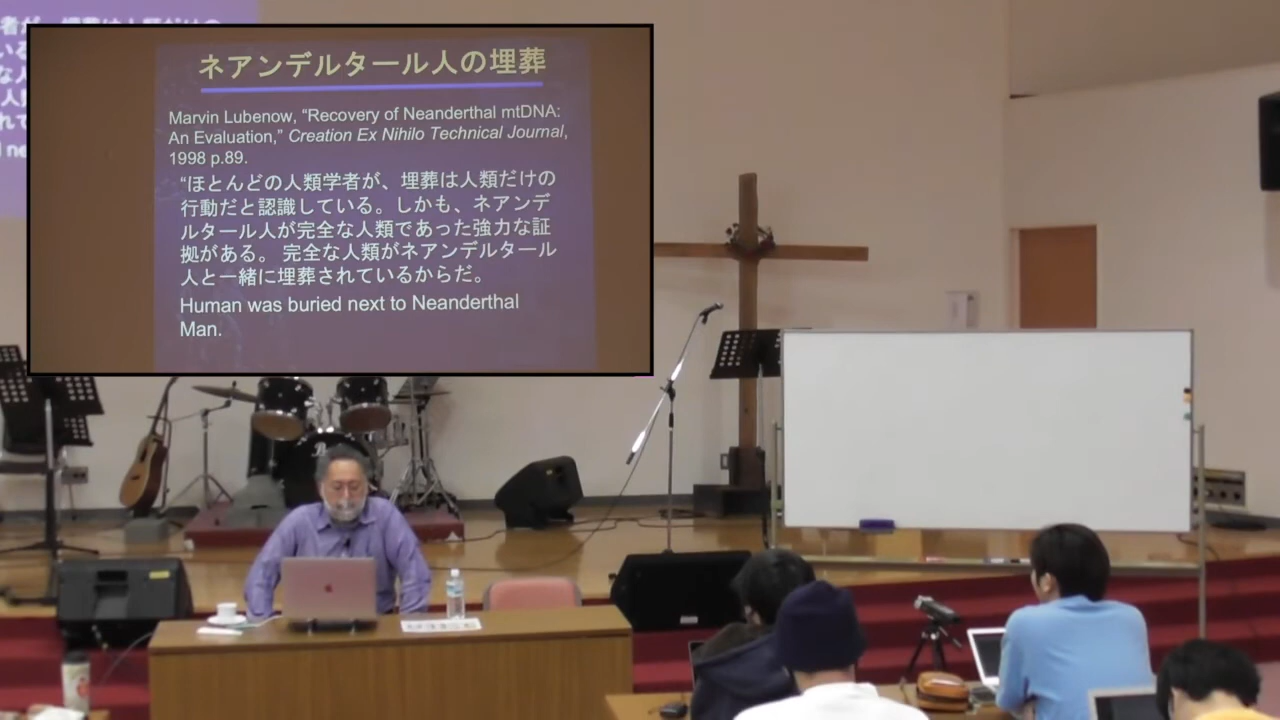 ネアンデルタール人の埋葬
Marvin Lubenow, “Recovery of Neanderthal mtDNA:
An Evaluation,” Creation Ex Nihilo Technical Journal,
1998 p.89.
“ほとんどの人類学者が、埋葬は人類だけの
行動だと認識している。しかも、ネアンデ
ルタール人が完全な人類であった強力な証
拠がある。 完全な人類がネアンデルタール
人と一緒に埋葬されているからだ。
Human was buried next to Neanderthal
Man.